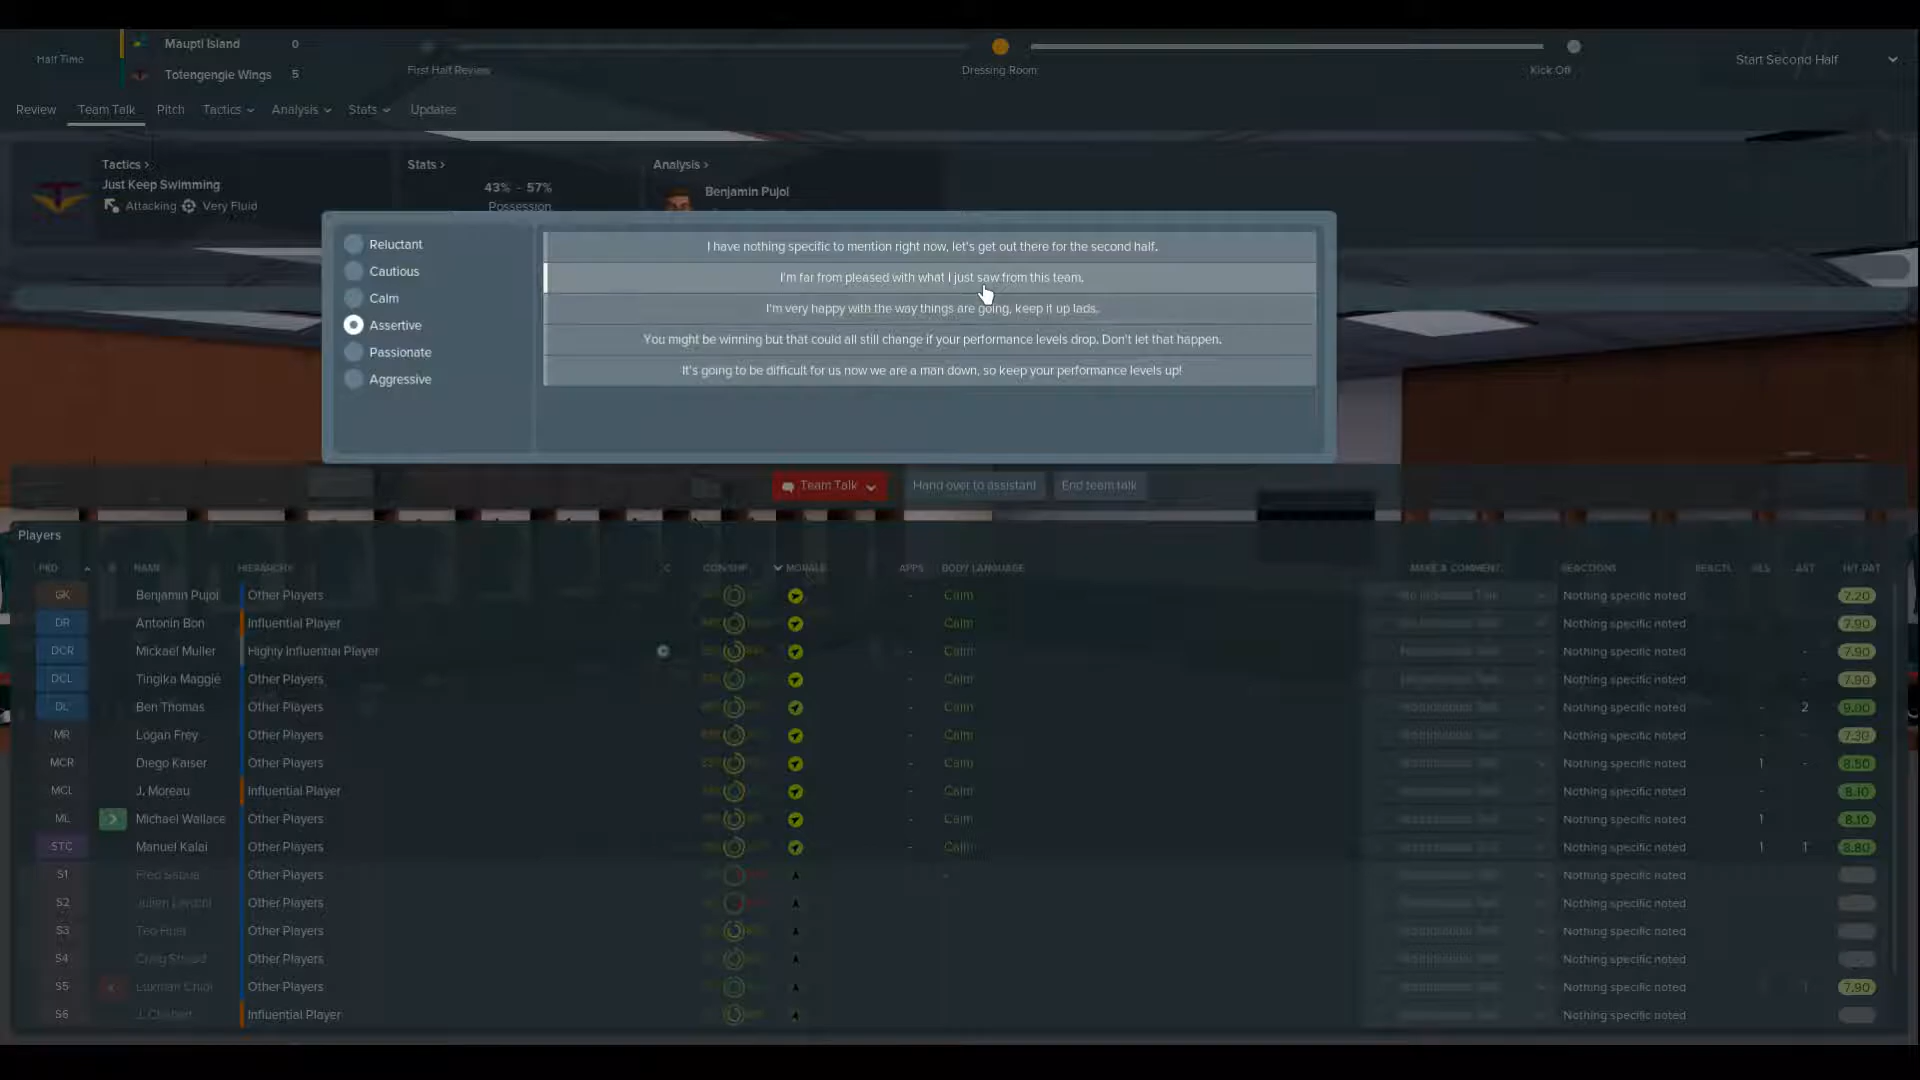 Half Time
Maupti Island 0
Totengengie Wings 5
First Half Review
Dressing Room
Kick Off
Start Second Half
Review Team Talk Pitch Tactics Analysis Stats Updates
Tactics >
Just Keep Swimming
Attacking Very Fluid
Stats >
43% - 57%
Possession
Analysis >
Benjamin Pujol
Reluctant
Cautious
Calm
Assertive
Passionate
Aggressive
I have nothing specific to mention right now, let's get out there for the second half.
I'm far from pleased with what I just saw from this team.
I'm very happy with the way things are going, keep it up lads.
You might be winning but that could all still change if your performance levels drop. Don't let that happen.
It's going to be difficult for us now we are a man down, so keep your performance levels up!
Team Talk Hand over to assistant End team talk
Players
NAME HIERARCHY MORALE APPS BODY LANGUAGE MAKE A COMMENT REACTIONS AST
GK Benjamin Pujol Other Players - Calm Nothing specific noted 7.20
DR Antonin Bon Influential Player Calm Nothing specific noted 7.90
DCR Mickael Muller Highly Influential Player - Calm Nothing specific noted - 7.90
DCL Tingika Maggie Other Players - Calm Nothing specific noted - 7.90
DL Ben Thomas Other Players - Calm Nothing specific noted - 2 9.00
MR Logan Frey Other Players - Calm Nothing specific noted - - 7.30
MCR Diego Kaiser Other Players - Calm Nothing specific noted 1 - 8.50
MCL J. Moreau Influential Player - Calm Nothing specific noted - 8.10
ML Michael Wallace Other Players - Calm Nothing specific noted 1 8.10
STC Manuel Kalai Other Players - Calm Nothing specific noted 1 1 8.80
S1 Other Players - Nothing specific noted
S2 Other Players Nothing specific noted
S3 Other Players Nothing specific noted
S4 Other Players Nothing specific noted
S5 Other Players Nothing specific noted 7.90
S6 Influential Player Nothing specific noted